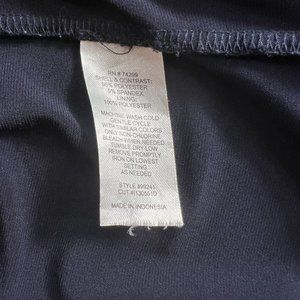 RN # 74299
SHELL & CONTRAST:
95% POLYESTER
5% SPANDEX
LINING:
100% POLYESTER
MACHINE WASH COLD
GENTLE CYCLE
WITH SIMILAR COLORS
ONLY NON-CHLORINE
BLEACH WHEN NEEDED
TUMBLE DRY LOW
REMOVE PROMPTLY
IRON ON LOWEST
SETTING
AS NEEDED
STYLE #99241
MADE IN INDONESIA